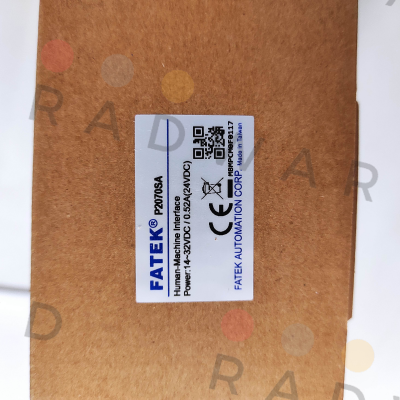 FATEK® P2070SA
Human-Machine Interface
Power:14~32VDC / 0.52A(24VDC)
CE
FATEK AUTOMATION CORP. Made in Taiwan
RADWAR
RADWAR